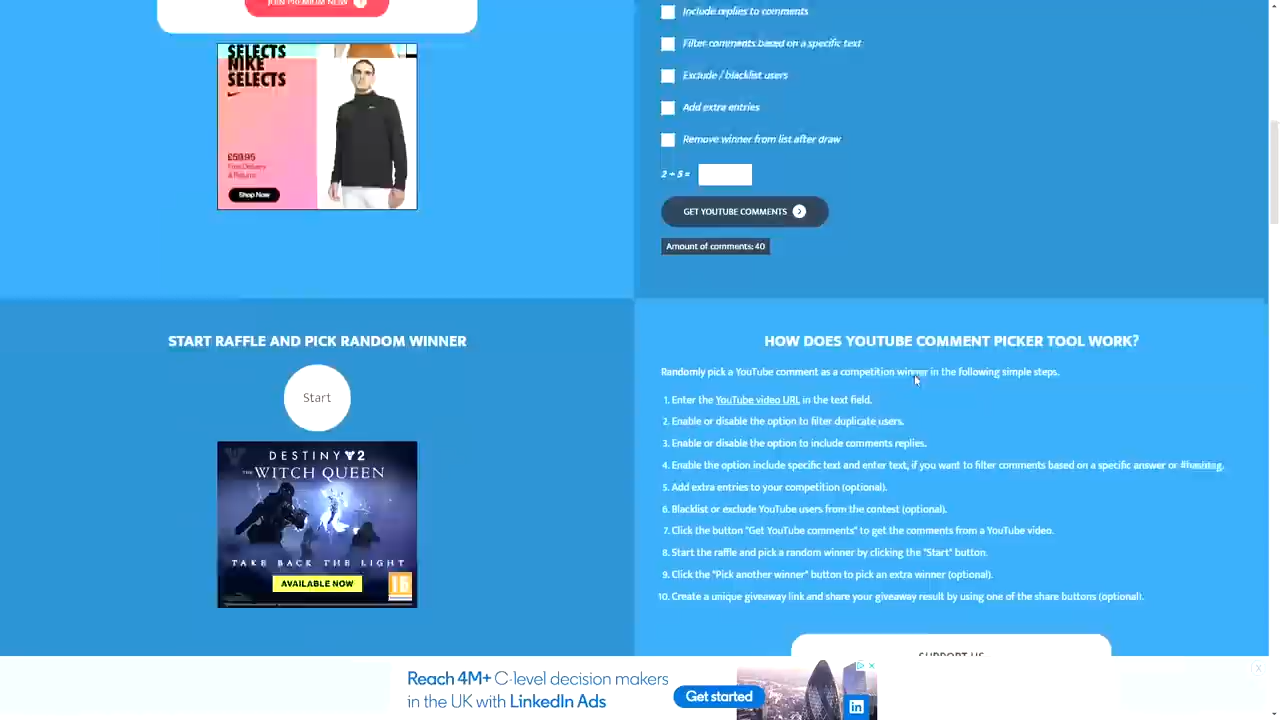 JOIN PREMIUM NEW
SELECTS
NIKE
SELECTS
£59.95
Free Delivery
& Returns
Shop Now
Include replies to comments
Filter comments based on a specific text
Exclude / blacklist users
Add extra entries
Remove winner from list after draw
2 + 5 =
GET YOUTUBE COMMENTS
Amount of comments: 40
START RAFFLE AND PICK RANDOM WINNER
Start
DESTINY 2
THE WITCH QUEEN
TAKE BACK THE LIGHT
AVAILABLE NOW
16
HOW DOES YOUTUBE COMMENT PICKER TOOL WORK?
Randomly pick a YouTube comment as a competition winner in the following simple steps.
1. Enter the YouTube video URL in the text field.
2. Enable or disable the option to filter duplicate users.
3. Enable or disable the option to include comments replies.
4. Enable the option include specific text and enter text, if you want to filter comments based on a specific answer or #hashtag.
5. Add extra entries to your competition (optional).
6. Blacklist or exclude YouTube users from the contest (optional).
7. Click the button "Get YouTube comments" to get the comments from a YouTube video.
8. Start the raffle and pick a random winner by clicking the "Start" button.
9. Click the "Pick another winner" button to pick an extra winner (optional).
10. Create a unique giveaway link and share your giveaway result by using one of the share buttons (optional).
SUPPORT US
Reach 4M+ C-level decision makers
in the UK with LinkedIn Ads
Get started
in